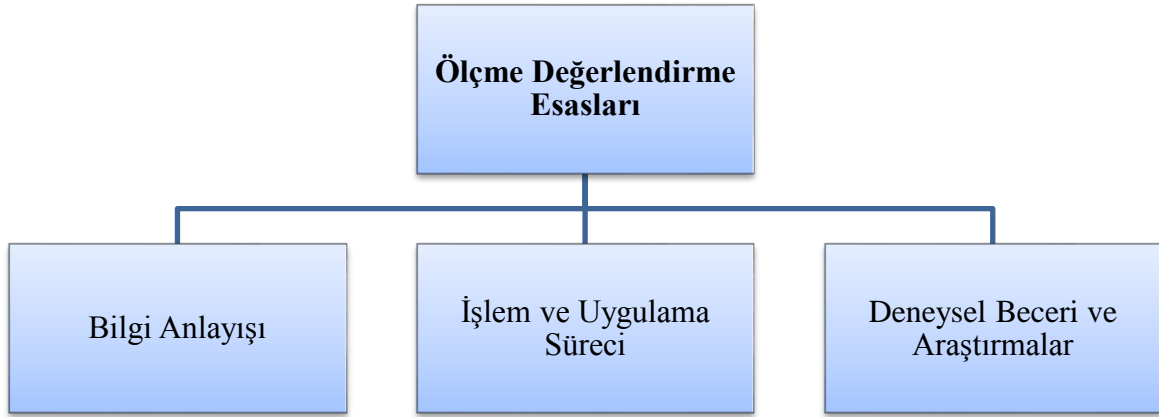 Ölçme Değerlendirme
Esasları
Bilgi Anlayışı
İşlem ve Uygulama
Süreci
Deneysel Beceri ve
Araştırmalar